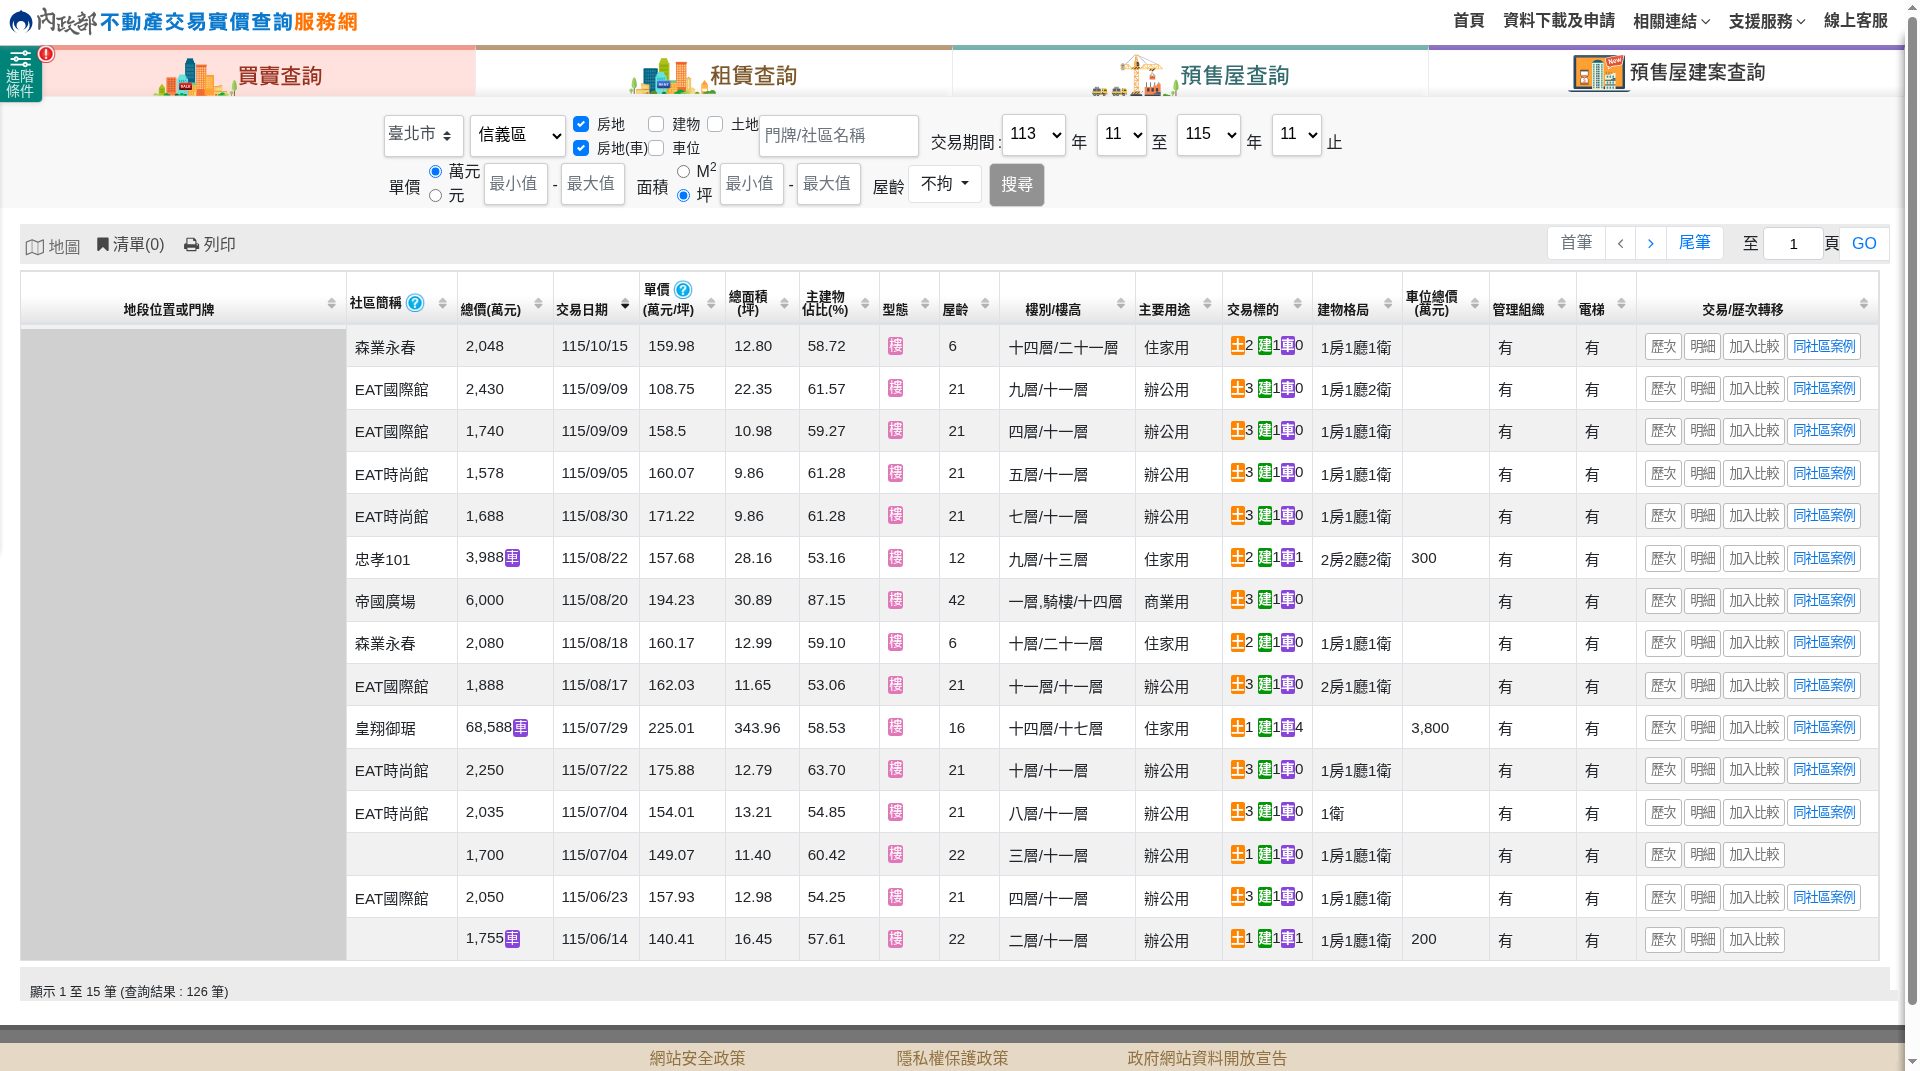 內政部不動產交易實價查詢服務網
首頁 資料下載及申請 相關連結 支援服務 線上客服
進階條件
買賣查詢 租賃查詢 預售屋查詢 預售屋建案查詢
臺北市 信義區 房地 建物 土地 門牌/社區名稱 交易期間 : 113 年 11 至 115 年 11 止
房地(車) 車位
單價 萬元 最小值 - 最大值 面積 M2 最小值 - 最大值 屋齡 不拘 搜尋
元 坪
地圖 清單(0) 列印 首筆 < > 尾筆 至 1 頁 GO
地段位置或門牌 社區簡稱 總價(萬元) 交易日期 單價(萬元/坪) 總面積(坪) 主建物佔比(%) 型態 屋齡 樓別/樓高 主要用途 交易標的 建物格局 車位總價(萬元) 管理組織 電梯 交易/歷次轉移
森業永春 2,048 115/10/15 159.98 12.80 58.72 樓 6 十四層/二十一層 住家用 土2 建1車0 1房1廳1衛 有 有 歷次 明細 加入比較 同社區案例
EAT國際館 2,430 115/09/09 108.75 22.35 61.57 樓 21 九層/十一層 辦公用 土3 建1車0 1房1廳2衛 有 有 歷次 明細 加入比較 同社區案例
EAT國際館 1,740 115/09/09 158.5 10.98 59.27 樓 21 四層/十一層 辦公用 土3 建1車0 1房1廳1衛 有 有 歷次 明細 加入比較 同社區案例
EAT時尚館 1,578 115/09/05 160.07 9.86 61.28 樓 21 五層/十一層 辦公用 土3 建1車0 1房1廳1衛 有 有 歷次 明細 加入比較 同社區案例
EAT時尚館 1,688 115/08/30 171.22 9.86 61.28 樓 21 七層/十一層 辦公用 土3 建1車0 1房1廳1衛 有 有 歷次 明細 加入比較 同社區案例
忠孝101 3,988車 115/08/22 157.68 28.16 53.16 樓 12 九層/十三層 住家用 土2 建1車1 2房2廳2衛 300 有 有 歷次 明細 加入比較 同社區案例
帝國廣場 6,000 115/08/20 194.23 30.89 87.15 樓 42 一層,騎樓/十四層 商業用 土3 建1車0 有 有 歷次 明細 加入比較 同社區案例
森業永春 2,080 115/08/18 160.17 12.99 59.10 樓 6 十層/二十一層 住家用 土2 建1車0 1房1廳1衛 有 有 歷次 明細 加入比較 同社區案例
EAT國際館 1,888 115/08/17 162.03 11.65 53.06 樓 21 十一層/十一層 辦公用 土3 建1車0 2房1廳1衛 有 有 歷次 明細 加入比較 同社區案例
皇翔御琚 68,588車 115/07/29 225.01 343.96 58.53 樓 16 十四層/十七層 住家用 土1 建1車4 3,800 有 有 歷次 明細 加入比較 同社區案例
EAT時尚館 2,250 115/07/22 175.88 12.79 63.70 樓 21 十層/十一層 辦公用 土3 建1車0 1房1廳1衛 有 有 歷次 明細 加入比較 同社區案例
EAT時尚館 2,035 115/07/04 154.01 13.21 54.85 樓 21 八層/十一層 辦公用 土3 建1車0 1衛 有 有 歷次 明細 加入比較 同社區案例
1,700 115/07/04 149.07 11.40 60.42 樓 22 三層/十一層 辦公用 土1 建1車0 1房1廳1衛 有 有 歷次 明細 加入比較
EAT國際館 2,050 115/06/23 157.93 12.98 54.25 樓 21 四層/十一層 辦公用 土3 建1車0 1房1廳1衛 有 有 歷次 明細 加入比較 同社區案例
1,755車 115/06/14 140.41 16.45 57.61 樓 22 二層/十一層 辦公用 土1 建1車1 1房1廳1衛 200 有 有 歷次 明細 加入比較
顯示 1 至 15 筆 (查詢結果 : 126 筆)
網站安全政策 隱私權保護政策 政府網站資料開放宣告